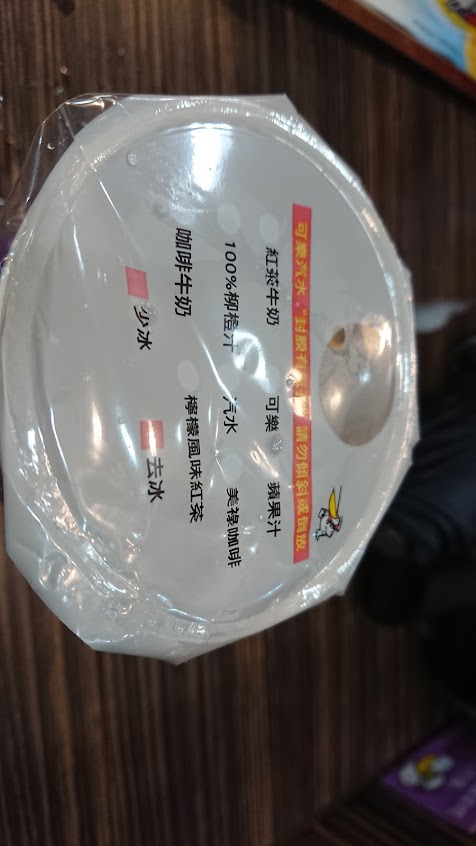 可樂汽水，"封膜有 請勿傾斜或倒放
紅茶牛奶 可樂 蘋果汁
100%柳橙汁 汽水 美祿咖啡
咖啡牛奶 檸檬風味紅茶
少冰 去冰